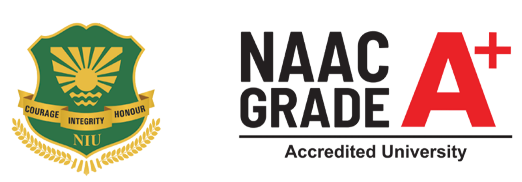 COURAGE INTEGRITY HONOUR
NIU
NAAC
GRADE A+
Accredited University